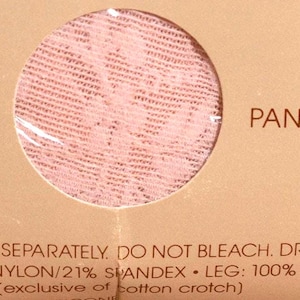 PAN
SEPARATELY. DO NOT BLEACH. DR
NYLON/21% SPANDEX • LEG: 100%
(exclusive of cotton crotch)